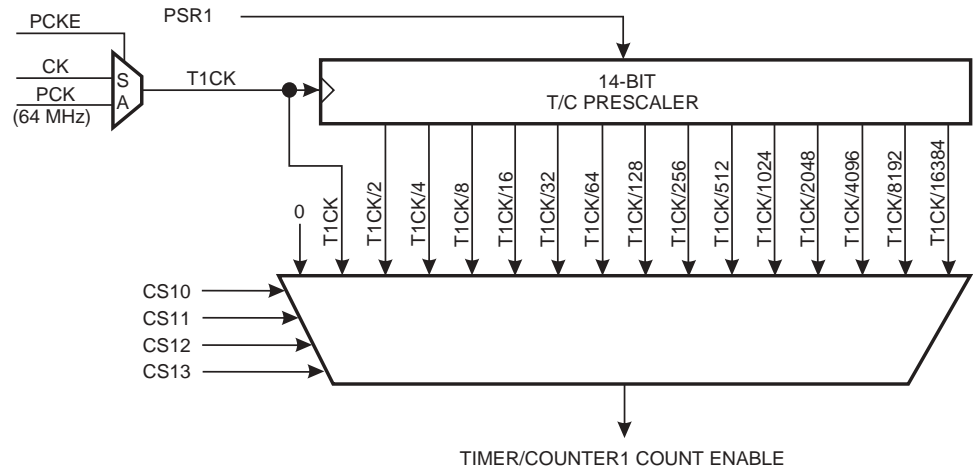 PSR1
PCKE
CK
PCK
(64 MHz)
S
A
T1CK
14-BIT
T/C PRESCALER
0
T1CK
T1CK/2
T1CK/4
T1CK/8
T1CK/16
T1CK/32
T1CK/64
T1CK/128
T1CK/256
T1CK/512
T1CK/1024
T1CK/2048
T1CK/4096
T1CK/8192
T1CK/16384
CS10
CS11
CS12
CS13
TIMER/COUNTER1 COUNT ENABLE